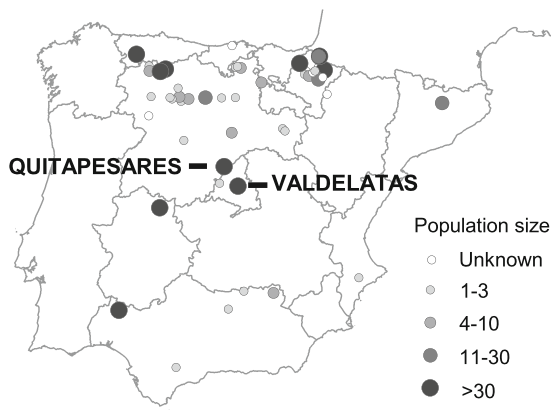 QUITAPESARES
VALDELATAS
Population size
Unknown
1-3
4-10
11-30
>30